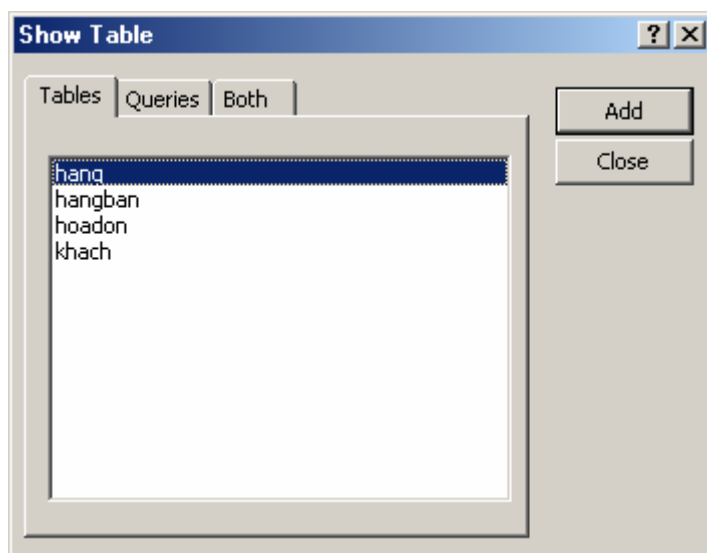 Show Table
Tables Queries Both
Add
Close
hang
hangban
hoadon
khach